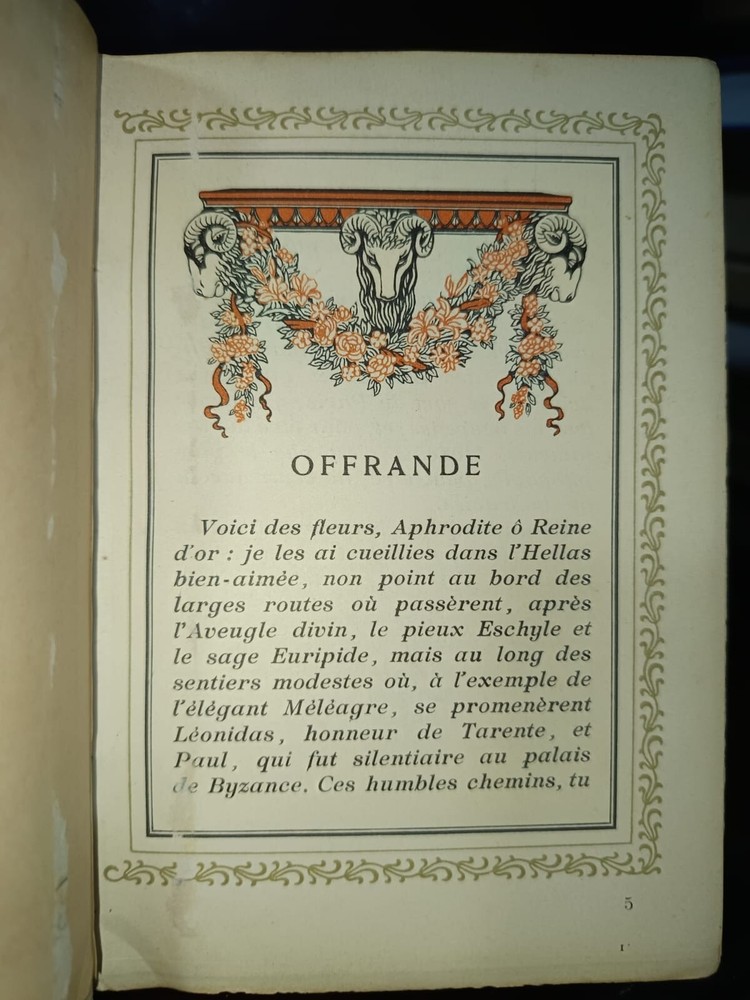 OFFRANDE
Voici des fleurs, Aphrodite ô Reine
d'or : je les ai cueillies dans l'Hellas
bien-aimée, non point au bord des
larges routes où passèrent, après
l'Aveugle divin, le pieux Eschyle et
le sage Euripide, mais au long des
sentiers modestes où, à l'exemple de
l'élégant Méléagre, se promenèrent
Léonidas, honneur de Tarente, et
Paul, qui fut silentiaire au palais
de Byzance. Ces humbles chemins, tu
5
1